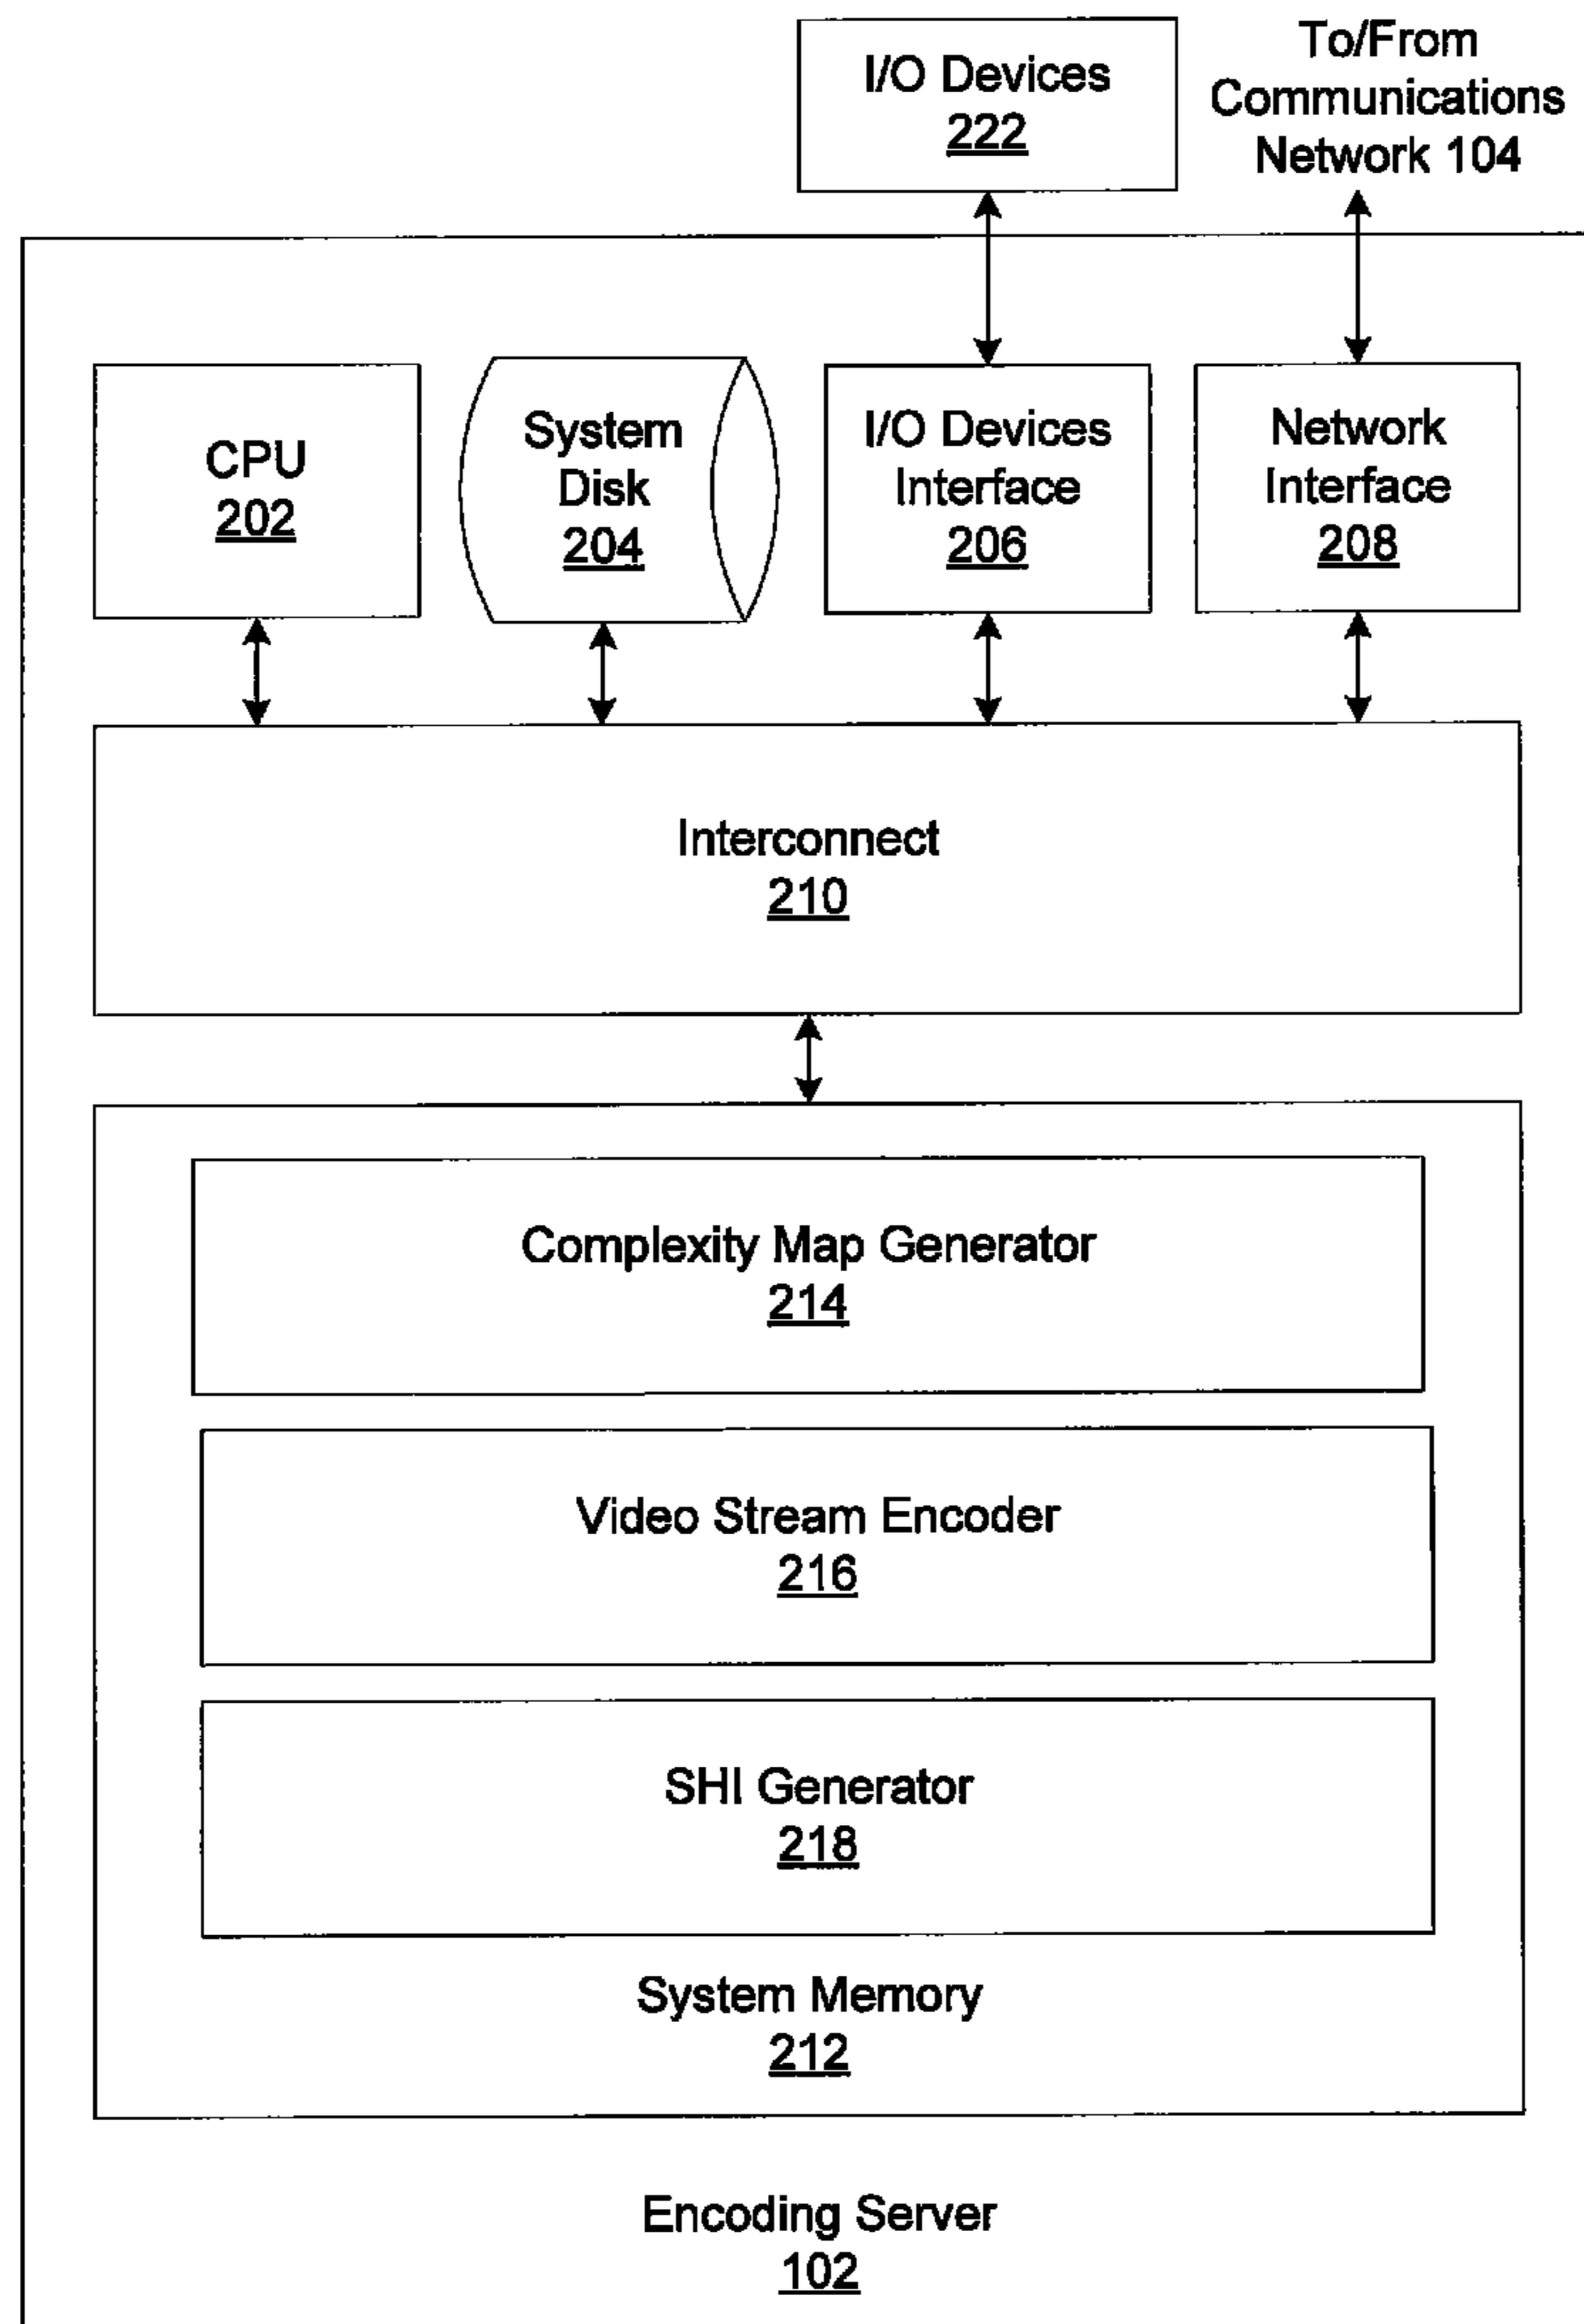 I/O Devices
222
To/From
Communications
Network 104
CPU
202
System
Disk
204
I/O Devices
Interface
206
Network
Interface
208
Interconnect
210
Complexity Map Generator
214
Video Stream Encoder
216
SHI Generator
218
System Memory
212
Encoding Server
102